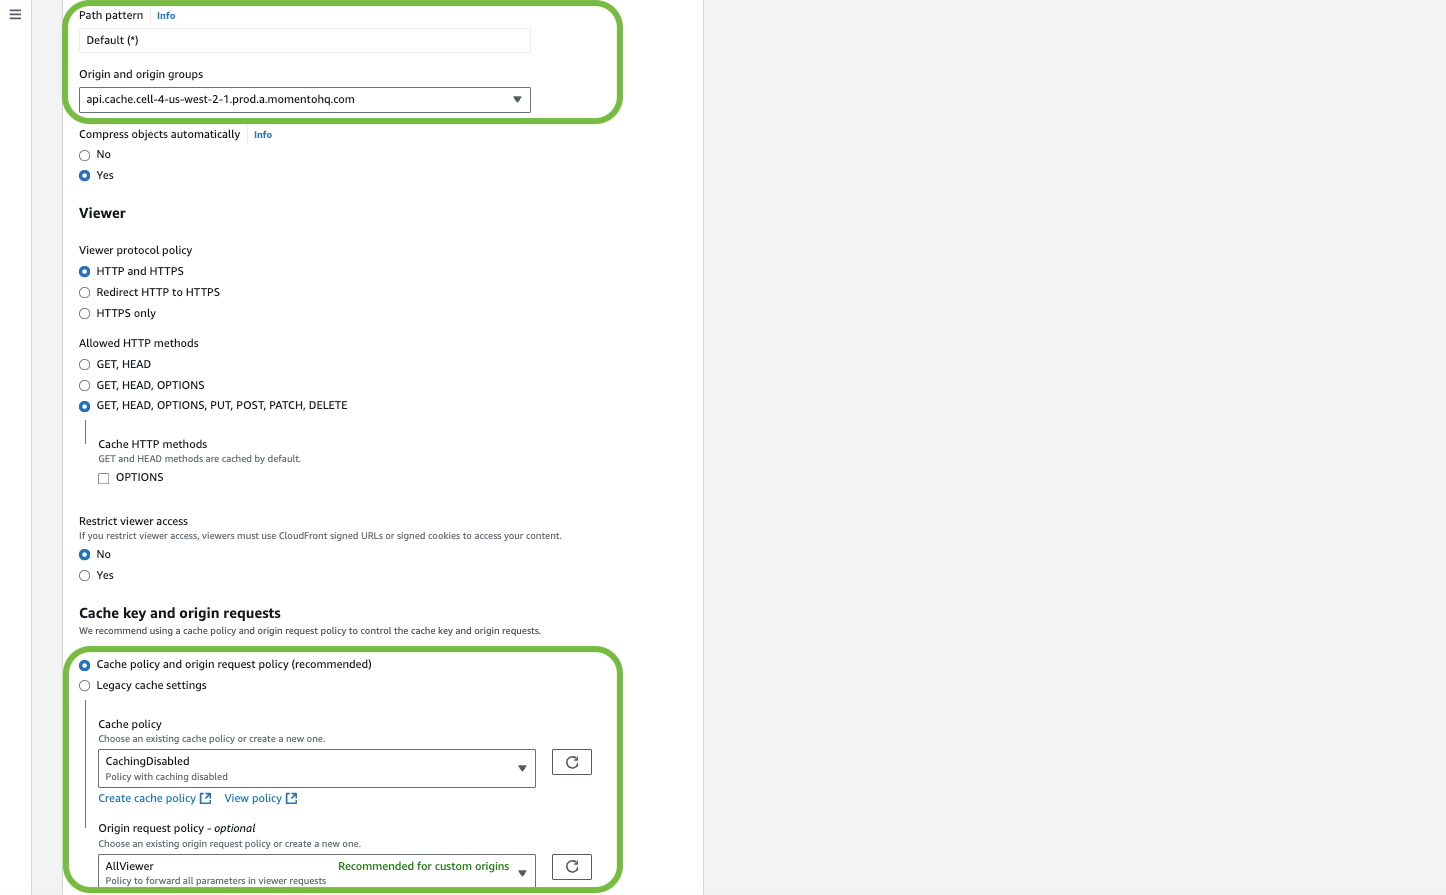 Path pattern Info
Default (*)
Origin and origin groups
api.cache.cell-4-us-west-2-1.prod.a.momentohq.com
Compress objects automatically Info
No
Yes
Viewer
Viewer protocol policy
HTTP and HTTPS
Redirect HTTP to HTTPS
HTTPS only
Allowed HTTP methods
GET, HEAD
GET, HEAD, OPTIONS
GET, HEAD, OPTIONS, PUT, POST, PATCH, DELETE
Cache HTTP methods
GET and HEAD methods are cached by default.
OPTIONS
Restrict viewer access
If you restrict viewer access, viewers must use CloudFront signed URLs or signed cookies to access your content.
No
Yes
Cache key and origin requests
We recommend using a cache policy and origin request policy to control the cache key and origin requests.
Cache policy and origin request policy (recommended)
Legacy cache settings
Cache policy
Choose an existing cache policy or create a new one.
CachingDisabled
Policy with caching disabled
Create cache policy View policy
Origin request policy - optional
Choose an existing origin request policy or create a new one.
AllViewer Recommended for custom origins
Policy to forward all parameters in viewer requests